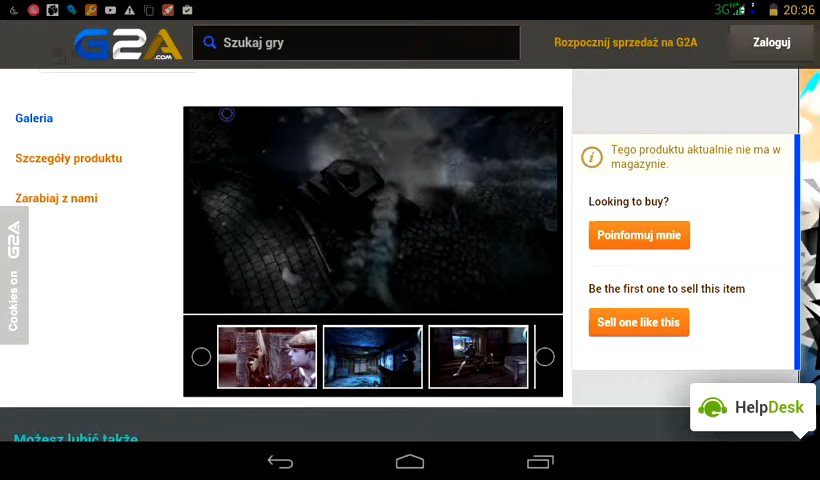 3G H+ 20:36
G2A .COM
Szukaj gry
Rozpocznij sprzedaż na G2A
Zaloguj
Galeria
Szczegóły produktu
Zarabiaj z nami
Cookies on G2A
Tego produktu aktualnie nie ma w
magazynie.
Looking to buy?
Poinformuj mnie
Be the first one to sell this item
Sell one like this
HelpDesk
Możesz lubić także